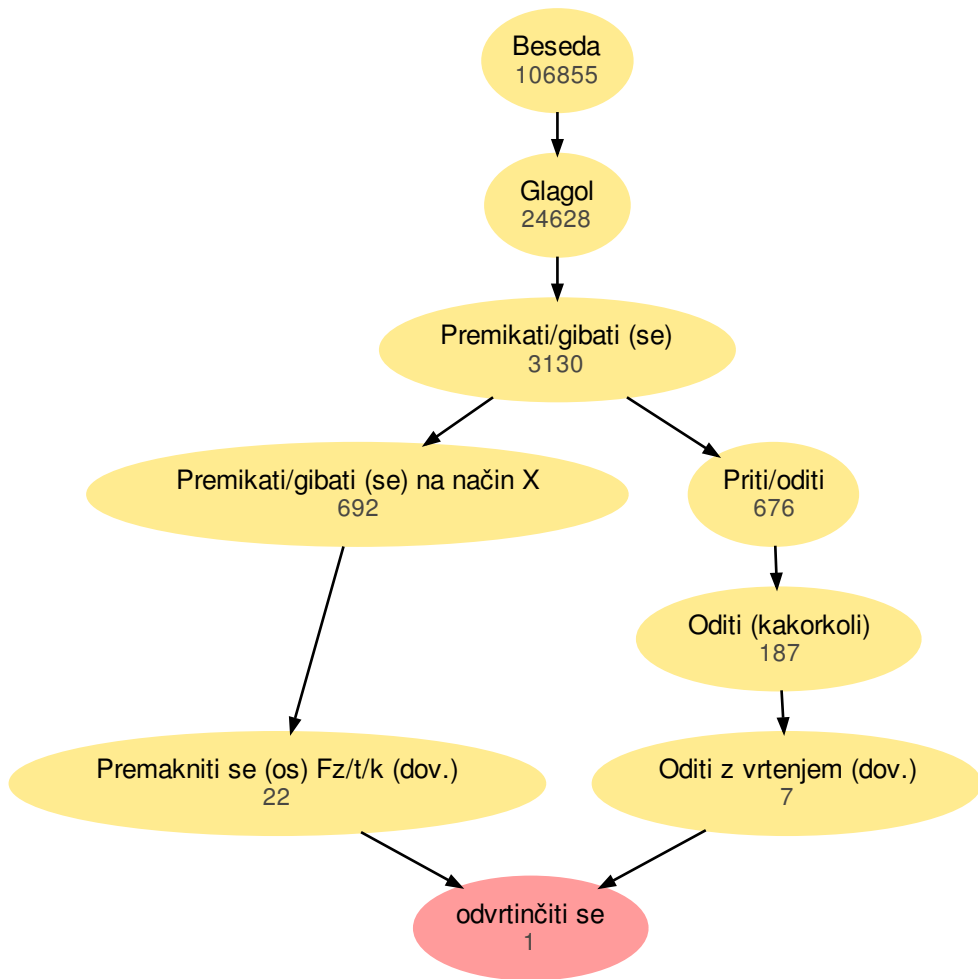 Beseda
106855
Glagol
24628
Premikati/gibati (se)
3130
Premikati/gibati (se) na način X
692
Priti/oditi
676
Oditi (kakorkoli)
187
Premakniti se (os) Fz/t/k (dov.)
22
Oditi z vrtenjem (dov.)
7
odvrtinčiti se
1